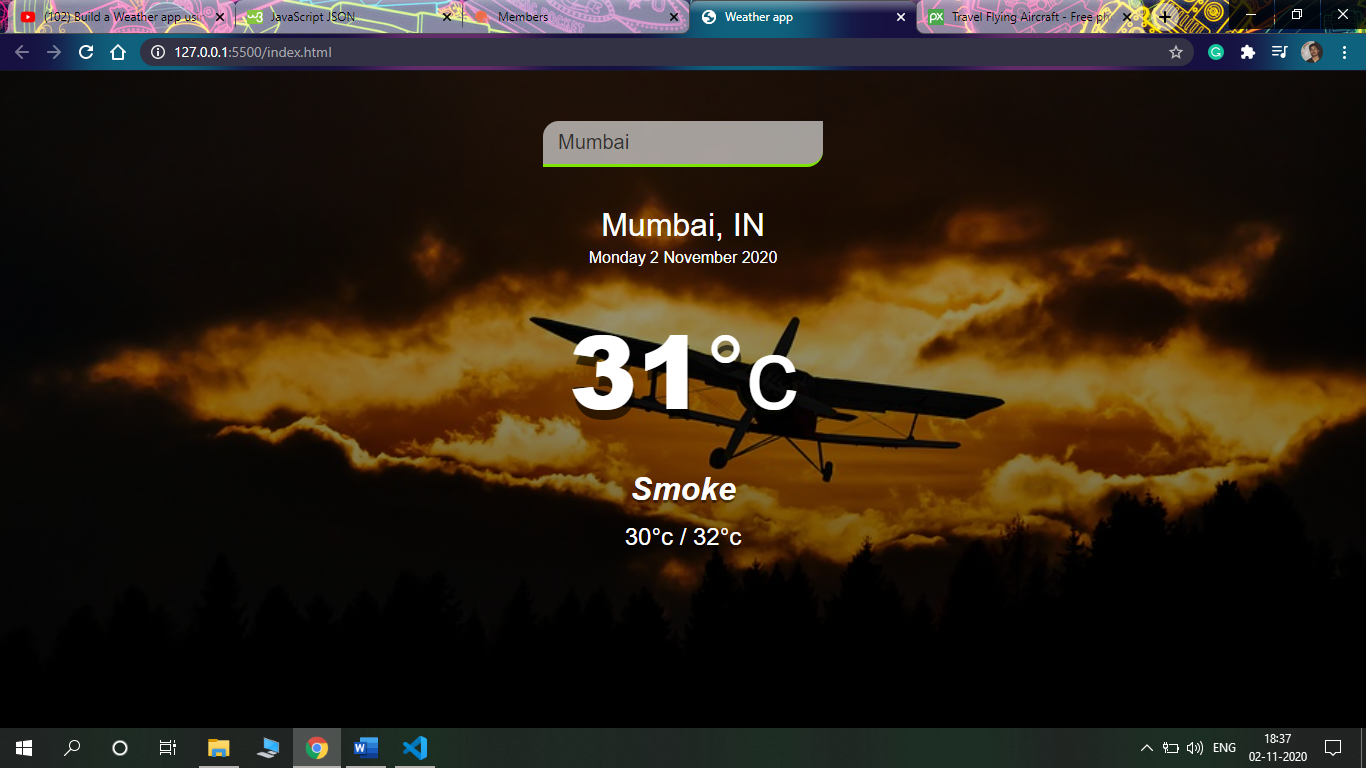 (102) Build a Weather app usin
JavaScript JSON
Members
Weather app
Travel Flying Aircraft - Free ph
127.0.0.1:5500/index.html
Mumbai
Mumbai, IN
Monday 2 November 2020
31°c
Smoke
30°c / 32°c
ENG
18:37
02-11-2020